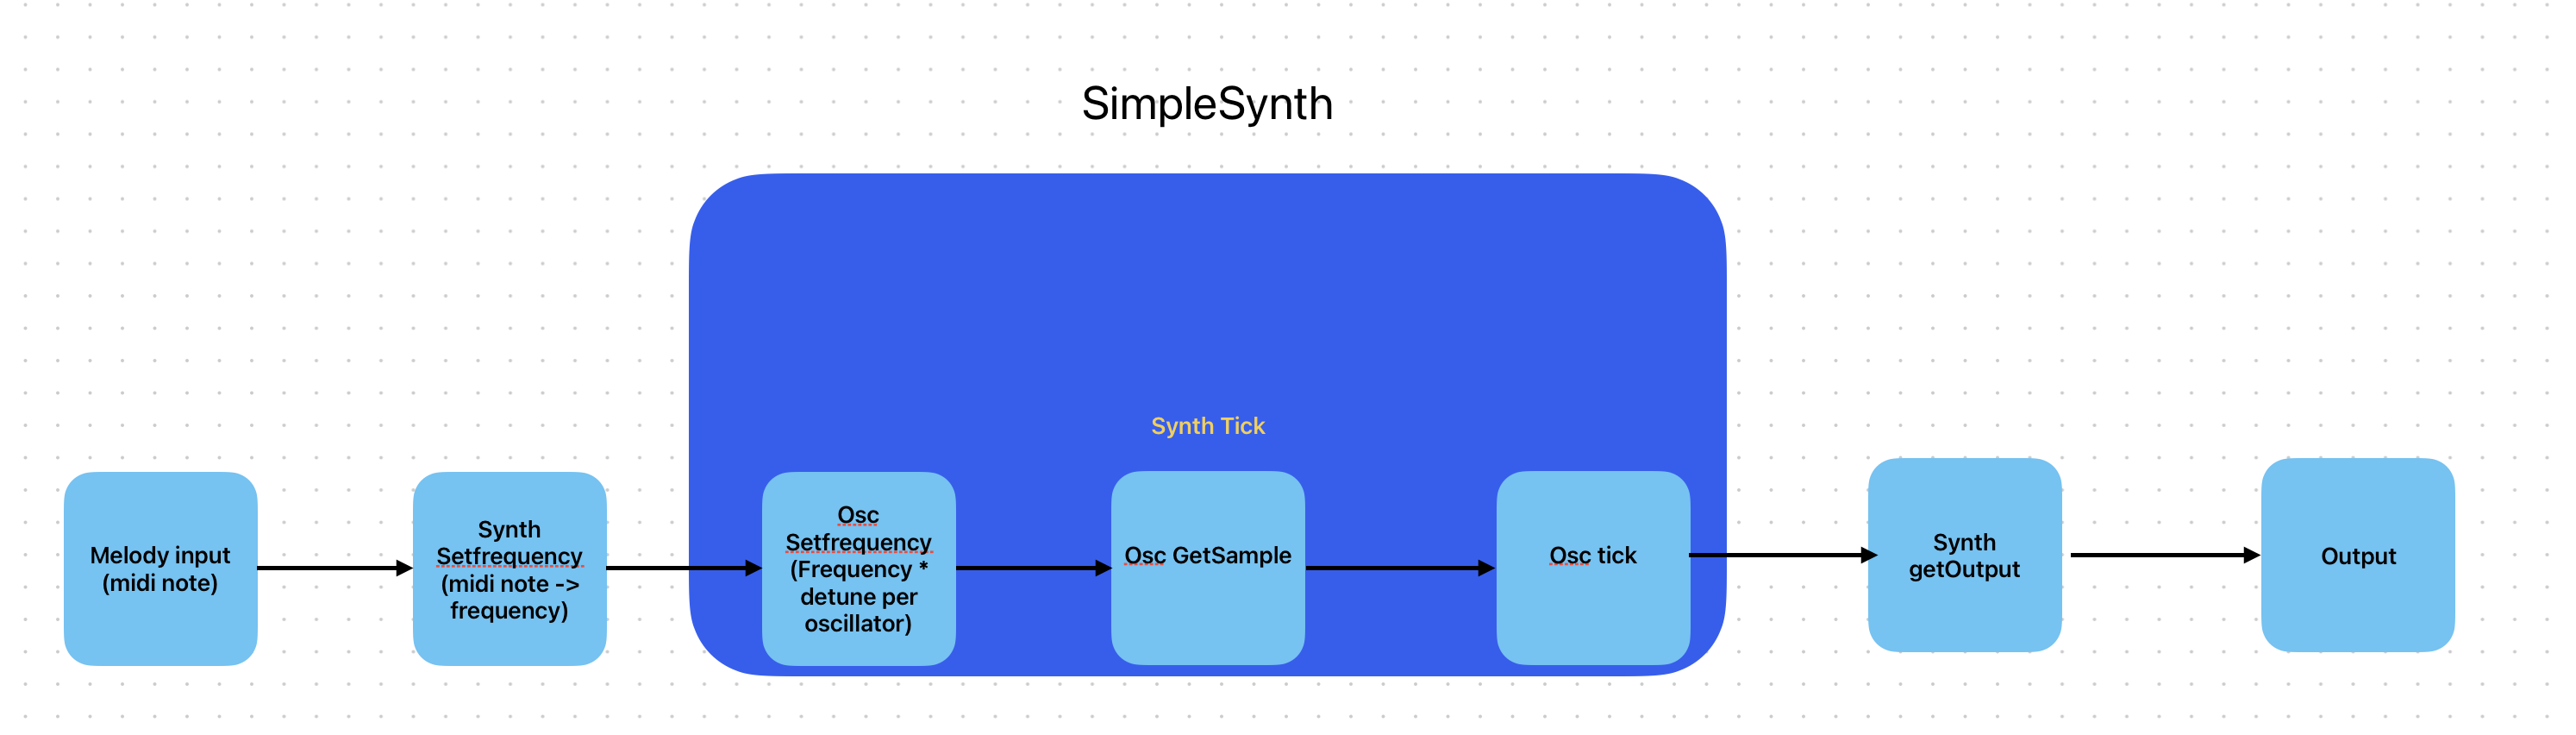 SimpleSynth
Synth Tick
Melody input
(midi note)
Synth
Setfrequency
(midi note ->
frequency)
Osc
Setfrequency
(Frequency *
detune per
oscillator)
Osc GetSample
Osc tick
Synth
getOutput
Output